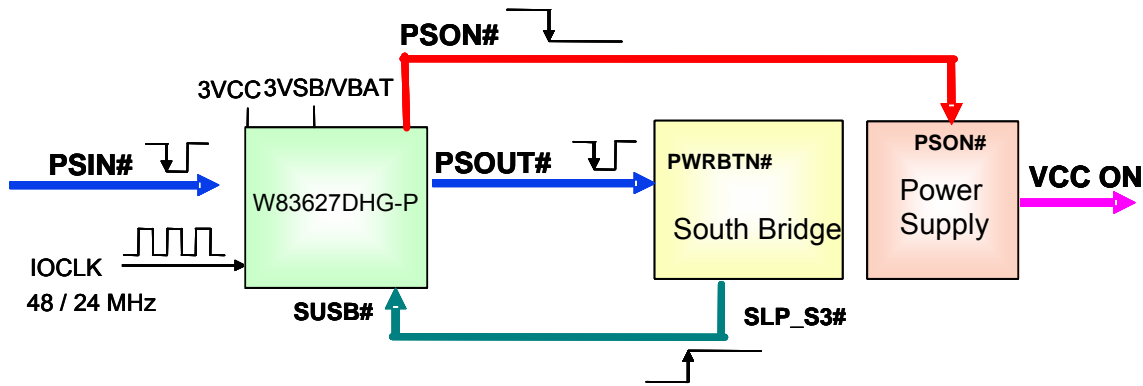 PSON#
3VCC 3VSB/VBAT
PSIN#
W83627DHG-P
PSOUT#
PWRBTN#
South Bridge
PSON#
Power
Supply
VCC ON
IOCLK
48 / 24 MHz
SUSB#
SLP_S3#